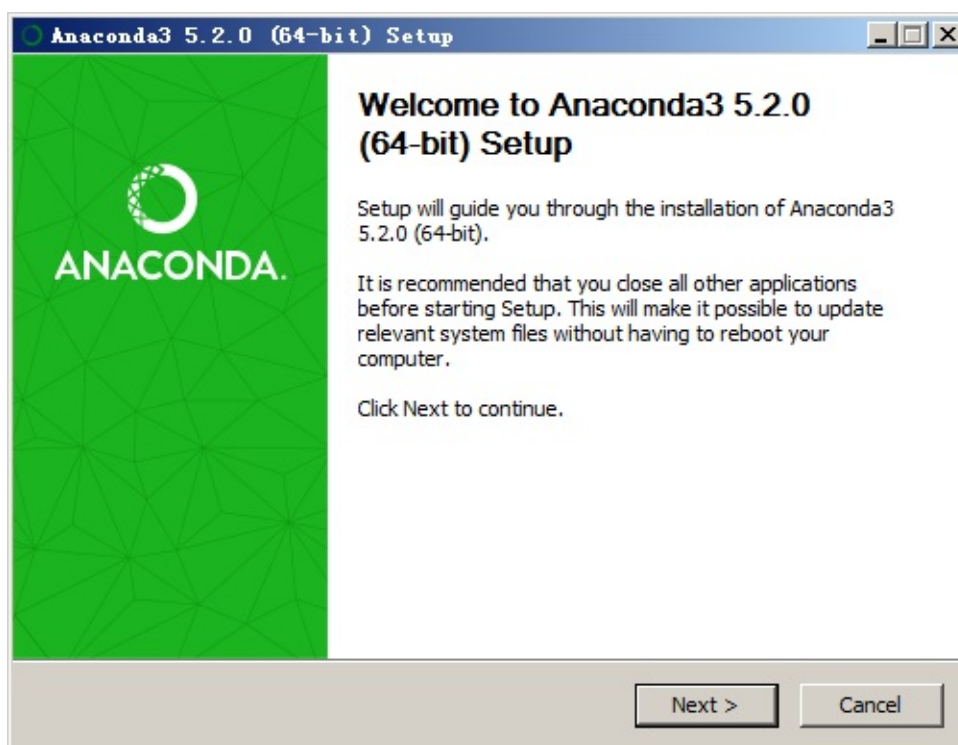 Anaconda3 5.2.0 (64-bit) Setup
ANACONDA.
Welcome to Anaconda3 5.2.0
(64-bit) Setup
Setup will guide you through the installation of Anaconda3
5.2.0 (64-bit).
It is recommended that you close all other applications
before starting Setup. This will make it possible to update
relevant system files without having to reboot your
computer.
Click Next to continue.
Next >
Cancel